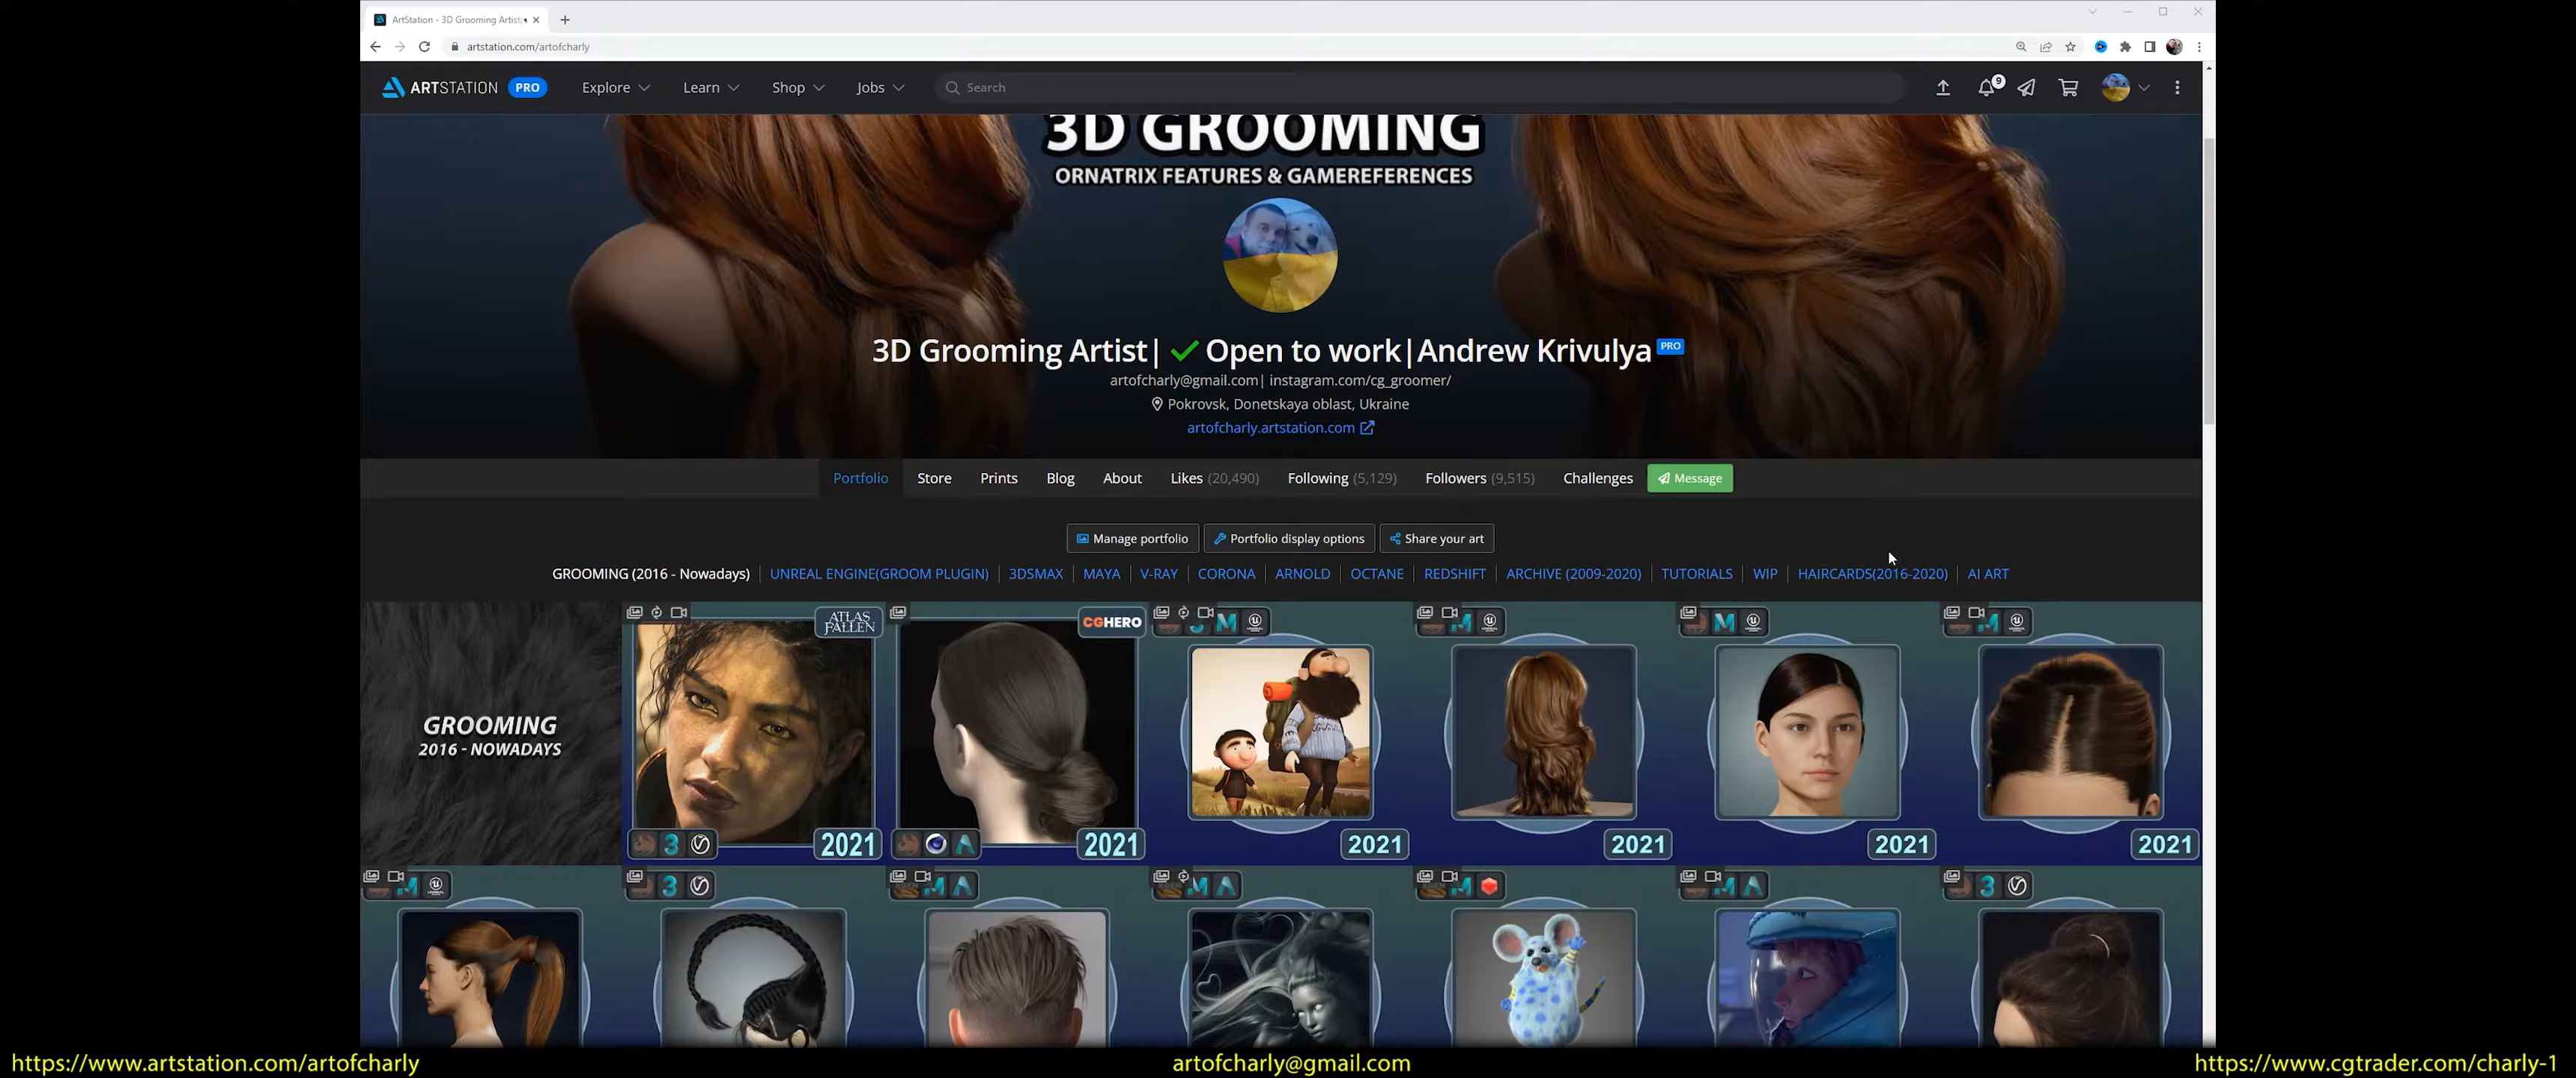 ArtStation - 3D Grooming Artist|
artstation.com/artofcharly
ARTSTATION PRO Explore Learn Shop Jobs Search 9
3D GROOMING
ORNATRIX FEATURES & GAMEREFERENCES
3D Grooming Artist| ✔ Open to work|Andrew Krivulya PRO
artofcharly@gmail.com| instagram.com/cg_groomer/
Pokrovsk, Donetskaya oblast, Ukraine
artofcharly.artstation.com
Portfolio Store Prints Blog About Likes (20,490) Following (5,129) Followers (9,515) Challenges Message
Manage portfolio Portfolio display options Share your art
GROOMING (2016 - Nowadays) UNREAL ENGINE(GROOM PLUGIN) 3DSMAX MAYA V-RAY CORONA ARNOLD OCTANE REDSHIFT ARCHIVE (2009-2020) TUTORIALS WIP HAIRCARDS(2016-2020) AI ART
ATLAS
FALLEN
CGHERO
GROOMING
2016 - NOWADAYS
2021 2021 2021 2021 2021 2021
https://www.artstation.com/artofcharly artofcharly@gmail.com https://www.cgtrader.com/charly-1